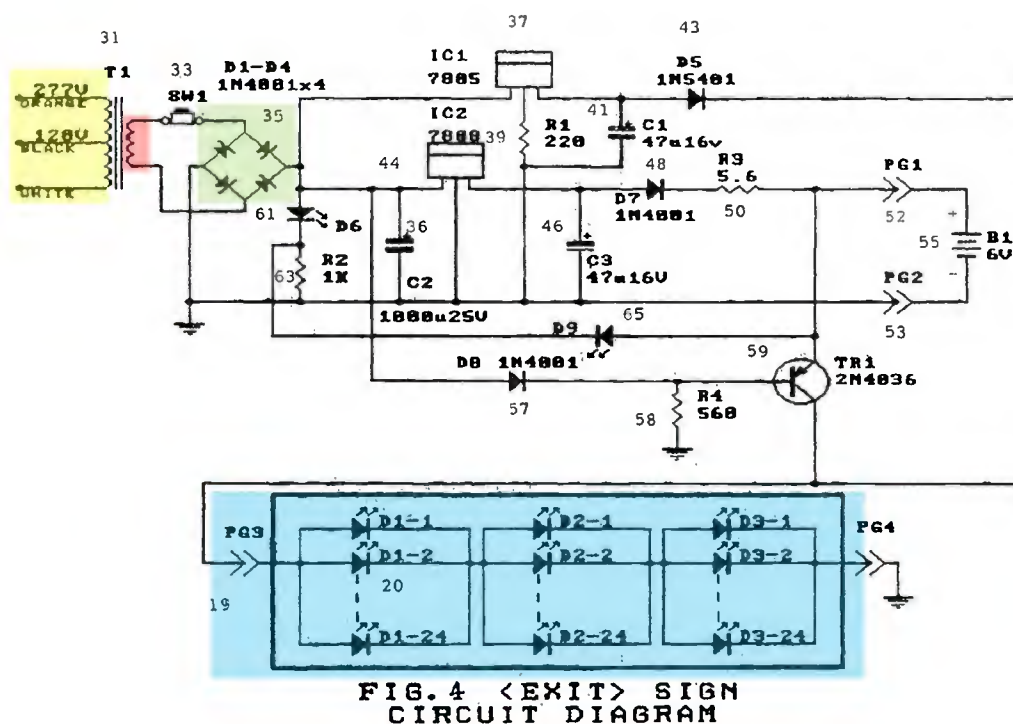 37
43
31
IC1
7805
D5
1N5401
T1
33
SW1
D1-D4
1N4001x4
277V
ORANGE
120V
BLACK
WHITE
35
IC2
39
41
R1
220
C1
47u16v
44
48
R3
5.6
50
D7
1N4001
PG1
52
61
D6
36
46
55
+
B1
6V
-
63
R2
1K
C2
1000u25V
C3
47u16V
PG2
53
65
D9
D8 1N4001
57
59
TR1
2N4036
58
R4
560
PG3
19
D1-1
D1-2
20
D1-24
D2-1
D2-2
D2-24
D3-1
D3-2
D3-24
PG4
FIG.4 <EXIT> SIGN
CIRCUIT DIAGRAM